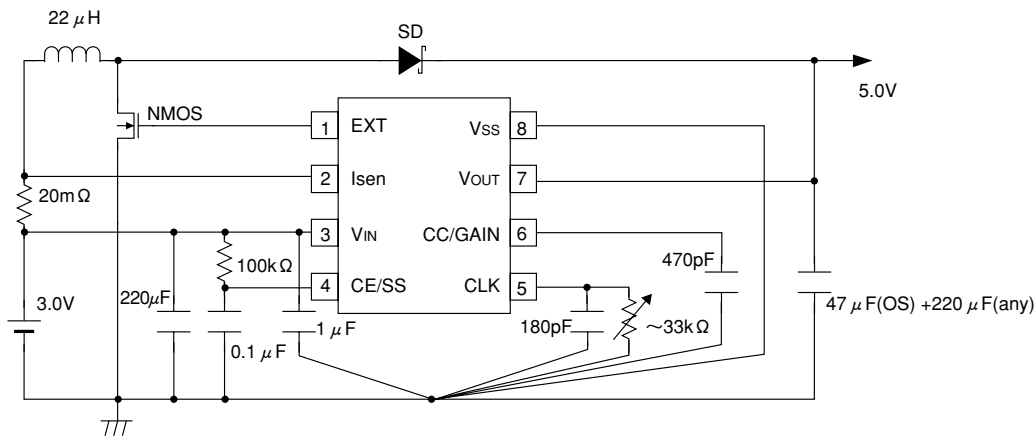 22 μH
SD
5.0V
NMOS
1 EXT
VSS 8
2 Isen
VOUT 7
20mΩ
3 VIN
CC/GAIN 6
100kΩ
470pF
4 CE/SS
CLK 5
3.0V
220μF
1 μF
180pF
~33kΩ
47 μF(OS) +220 μF(any)
0.1 μF